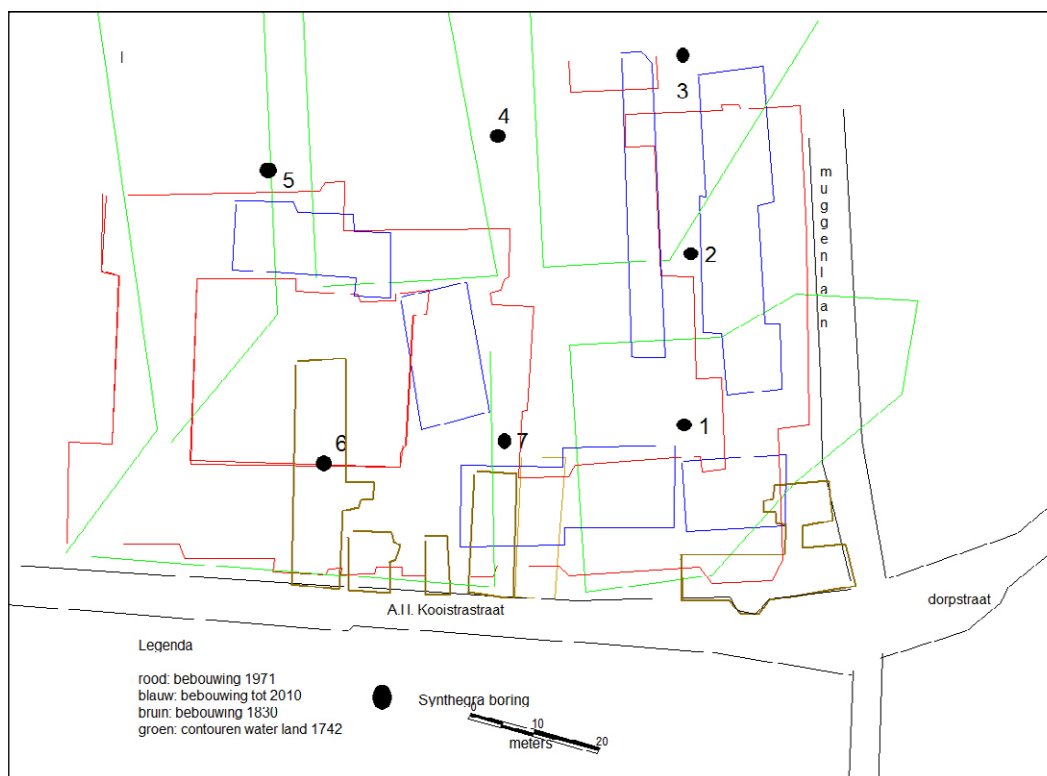 3
4
5
2
muggenlaan
1
6
7
A.II. Kooistrastraat
dorpstraat
Legenda
rood: bebouwing 1971
blauw: bebouwing tot 2010
bruin: bebouwing 1830
groen: contouren water land 1742
Synthegra boring
0 10 20
meters